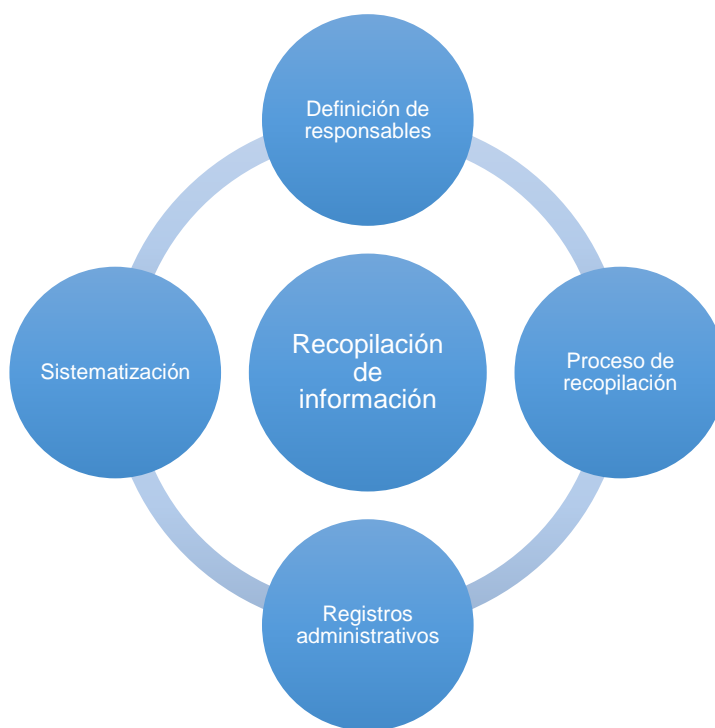 Definición de
responsables
Sistematización
Recopilación
de
información
Proceso de
recopilación
Registros
administrativos